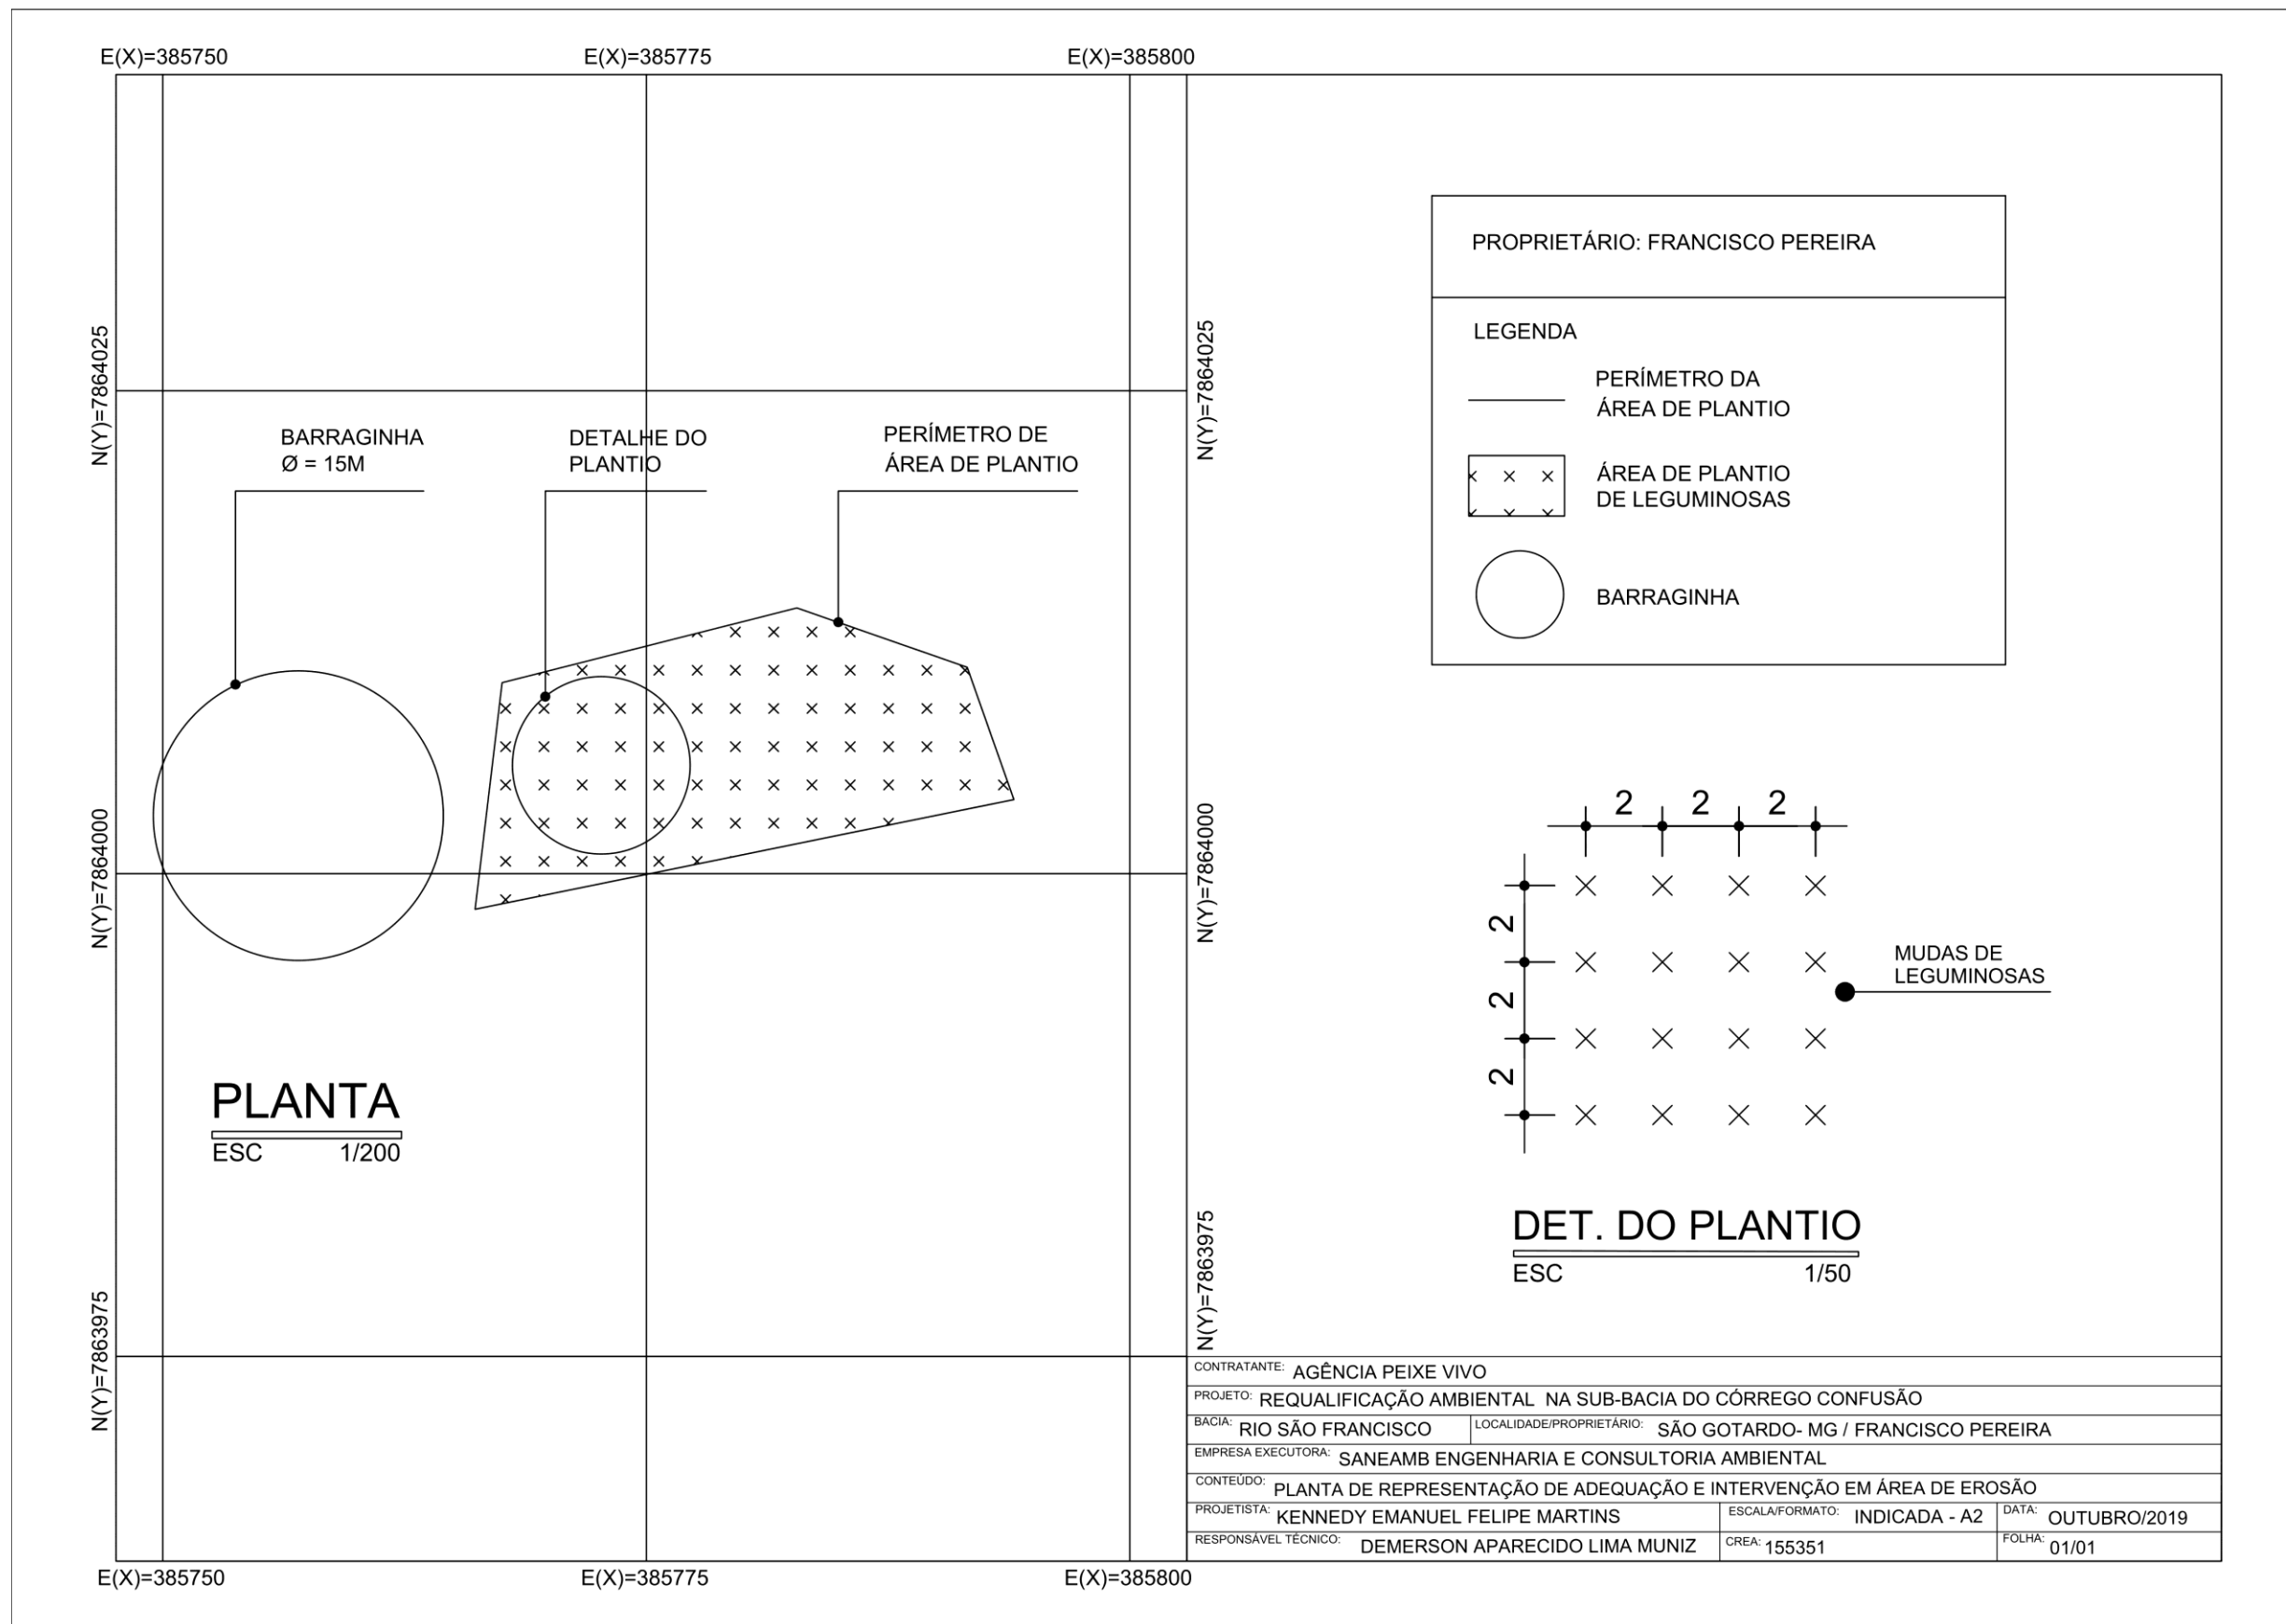 E(X)=385750
E(X)=385775
E(X)=385800
N(Y)=7864025
N(Y)=7864025
BARRAGINHA
Ø = 15M
DETALHE DO
PLANTIO
PERÍMETRO DE
ÁREA DE PLANTIO
N(Y)=7864000
N(Y)=7864000
PLANTA
ESC 1/200
N(Y)=7863975
N(Y)=7863975
E(X)=385750
E(X)=385775
E(X)=385800
PROPRIETÁRIO: FRANCISCO PEREIRA
LEGENDA
PERÍMETRO DA
ÁREA DE PLANTIO
ÁREA DE PLANTIO
DE LEGUMINOSAS
BARRAGINHA
2 2 2
2
2
2
MUDAS DE
LEGUMINOSAS
DET. DO PLANTIO
ESC 1/50
CONTRATANTE: AGÊNCIA PEIXE VIVO
PROJETO: REQUALIFICAÇÃO AMBIENTAL NA SUB-BACIA DO CÓRREGO CONFUSÃO
BACIA: RIO SÃO FRANCISCO LOCALIDADE/PROPRIETÁRIO: SÃO GOTARDO- MG / FRANCISCO PEREIRA
EMPRESA EXECUTORA: SANEAMB ENGENHARIA E CONSULTORIA AMBIENTAL
CONTEÚDO: PLANTA DE REPRESENTAÇÃO DE ADEQUAÇÃO E INTERVENÇÃO EM ÁREA DE EROSÃO
PROJETISTA: KENNEDY EMANUEL FELIPE MARTINS ESCALA/FORMATO: INDICADA - A2 DATA: OUTUBRO/2019
RESPONSÁVEL TÉCNICO: DEMERSON APARECIDO LIMA MUNIZ CREA: 155351 FOLHA: 01/01